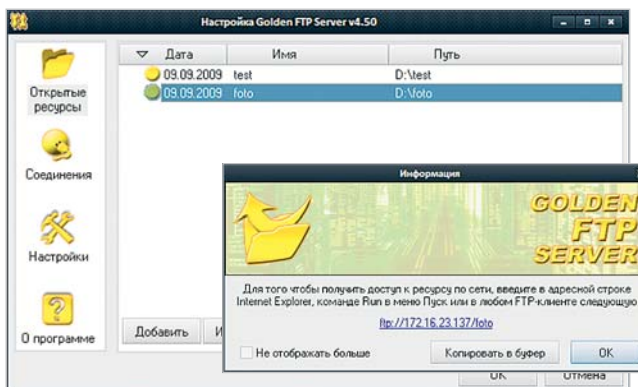 Настройка Golden FTP Server v4.50
Дата Имя Путь
09.09.2009 test D:\test
09.09.2009 foto D:\foto
Открытые
ресурсы
Соединения
Настройки
О программе
Добавить И
Информация
GOLDEN
FTP
SERVER
Для того чтобы получить доступ к ресурсу по сети, введите в адресной строке
Internet Explorer, команде Run в меню Пуск или в любом FTP-клиенте следующую
ftp://172.16.23.137/foto
Не отображать больше
Копировать в буфер
OK
OK
Отмена